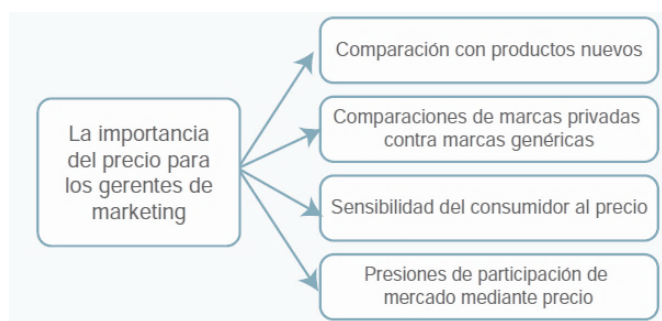 La importancia
del precio para
los gerentes de
marketing
Comparación con productos nuevos
Comparaciones de marcas privadas
contra marcas genéricas
Sensibilidad del consumidor al precio
Presiones de participación de
mercado mediante precio